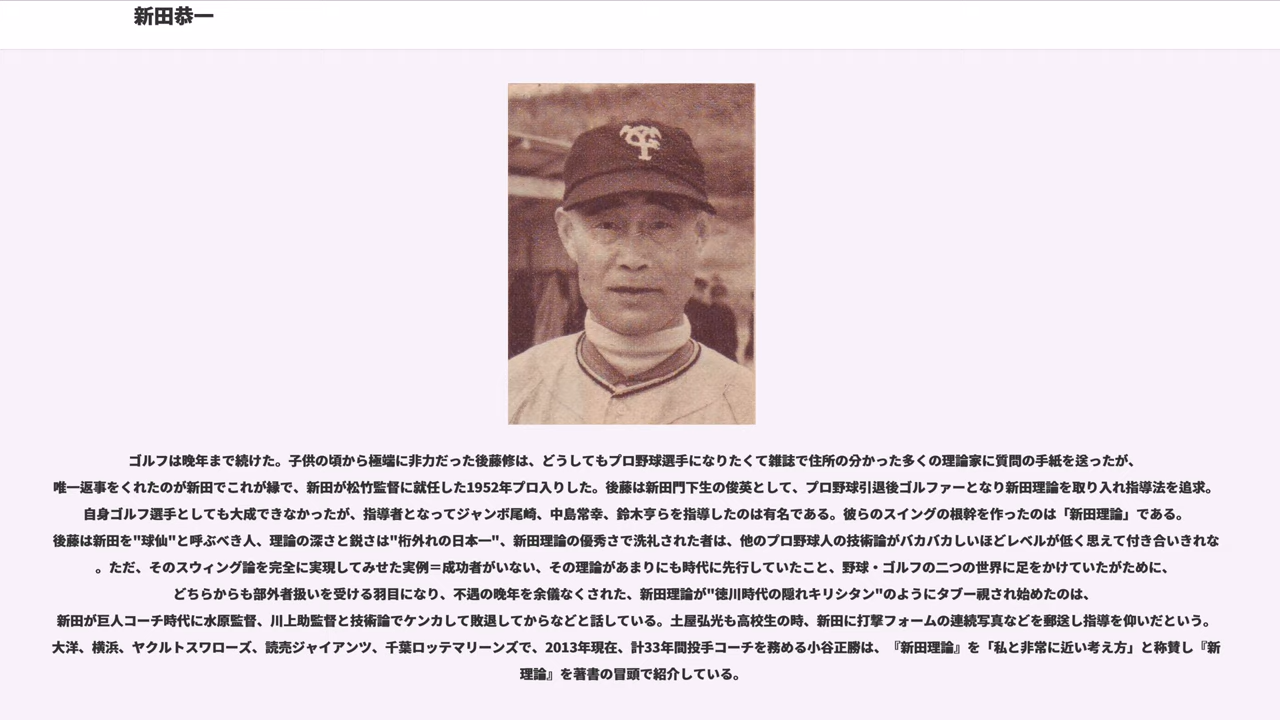 新田恭一
ゴルフは晩年まで続けた。子供の頃から極端に非力だった後藤修は、どうしてもプロ野球選手になりたくて雑誌で住所の分かった多くの理論家に質問の手紙を送ったが、
唯一返事をくれたのが新田でこれが縁で、新田が松竹監督に就任した1952年プロ入りした。後藤は新田門下生の俊英として、プロ野球引退後ゴルファーとなり新田理論を取り入れ指導法を追求。
自身ゴルフ選手としても大成できなかったが、指導者となってジャンボ尾崎、中島常幸、鈴木亨らを指導したのは有名である。彼らのスイングの根幹を作ったのは「新田理論」である。
後藤は新田を"球仙"と呼ぶべき人、理論の深さと鋭さは"桁外れの日本一"、新田理論の優秀さで洗礼された者は、他のプロ野球人の技術論がバカバカしいほどレベルが低く思えて付き合いきれな
。ただ、そのスウィング論を完全に実現してみせた実例＝成功者がいない、その理論があまりにも時代に先行していたこと、野球・ゴルフの二つの世界に足をかけていたがために、
どちらからも部外者扱いを受ける羽目になり、不遇の晩年を余儀なくされた、新田理論が"徳川時代の隠れキリシタン"のようにタブー視され始めたのは、
新田が巨人コーチ時代に水原監督、川上助監督と技術論でケンカして敗退してからなどと話している。土屋弘光も高校生の時、新田に打撃フォームの連続写真などを郵送し指導を仰いだという。
大洋、横浜、ヤクルトスワローズ、読売ジャイアンツ、千葉ロッテマリーンズで、2013年現在、計33年間投手コーチを務める小谷正勝は、『新田理論』を「私と非常に近い考え方」と称賛し『新
理論』を著書の冒頭で紹介している。